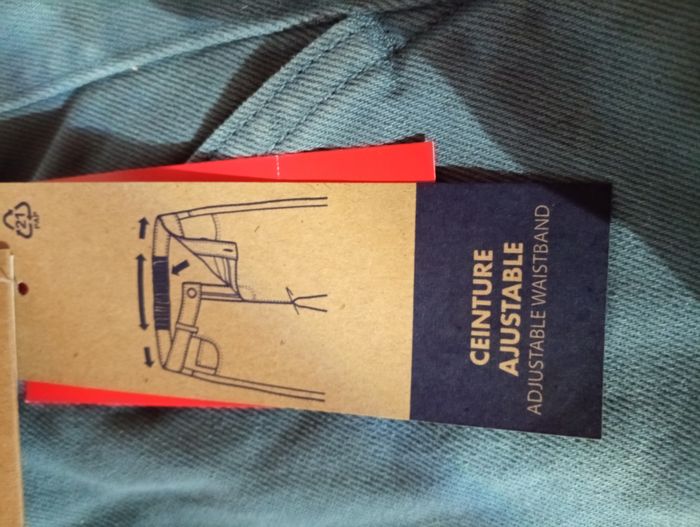 21
PAP
CEINTURE
AJUSTABLE
ADJUSTABLE WAISTBAND